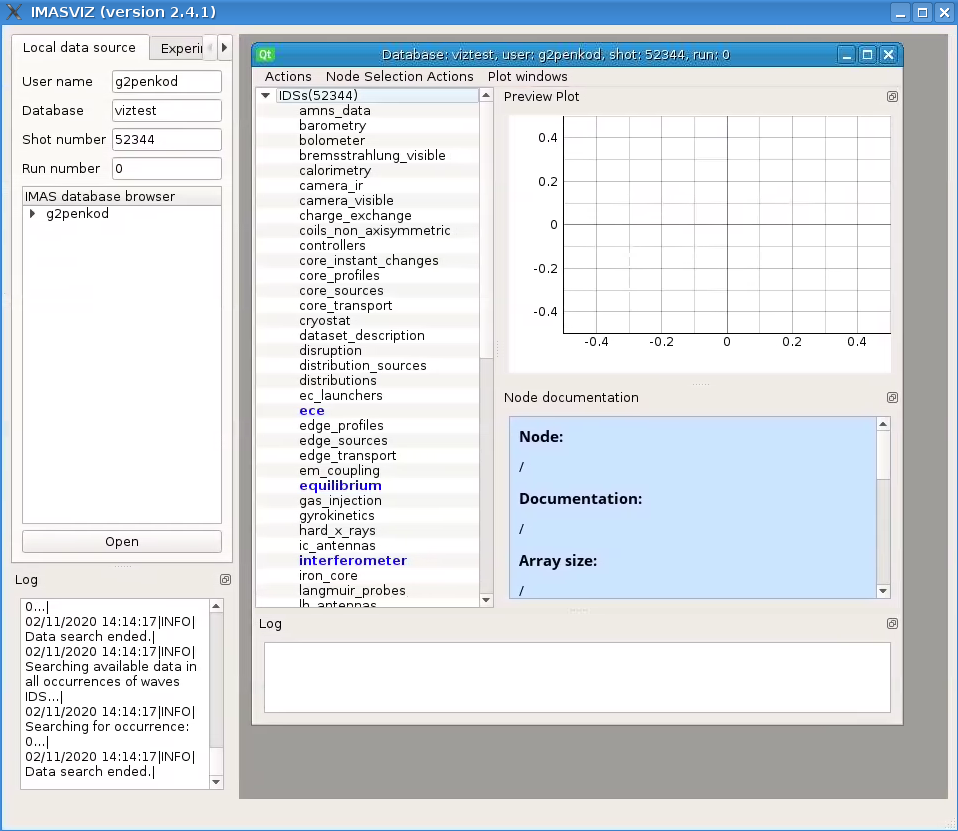 IMASVIZ (version 2.4.1)
Local data source
Experi
User name
g2penkod
Database
viztest
Shot number
52344
Run number
0
IMAS database browser
g2penkod
Open
Log
0...|
02/11/2020 14:14:17|INFO|
Data search ended.|
02/11/2020 14:14:17|INFO|
Searching available data in
all occurrences of waves
IDS...|
02/11/2020 14:14:17|INFO|
Searching for occurrence:
0...|
02/11/2020 14:14:17|INFO|
Data search ended.|
Qt
Database: viztest, user: g2penkod, shot: 52344, run: 0
Actions
Node Selection Actions
Plot windows
IDSs(52344)
amns_data
barometry
bolometer
bremsstrahlung_visible
calorimetry
camera_ir
camera_visible
charge_exchange
coils_non_axisymmetric
controllers
core_instant_changes
core_profiles
core_sources
core_transport
cryostat
dataset_description
disruption
distribution_sources
distributions
ec_launchers
ece
edge_profiles
edge_sources
edge_transport
em_coupling
equilibrium
gas_injection
gyrokinetics
hard_x_rays
ic_antennas
interferometer
iron_core
langmuir_probes
lh_antennas
Preview Plot
0.4
0.2
0
-0.2
-0.4
-0.4
-0.2
0
0.2
0.4
Node documentation
Node:
/
Documentation:
/
Array size:
/
Log